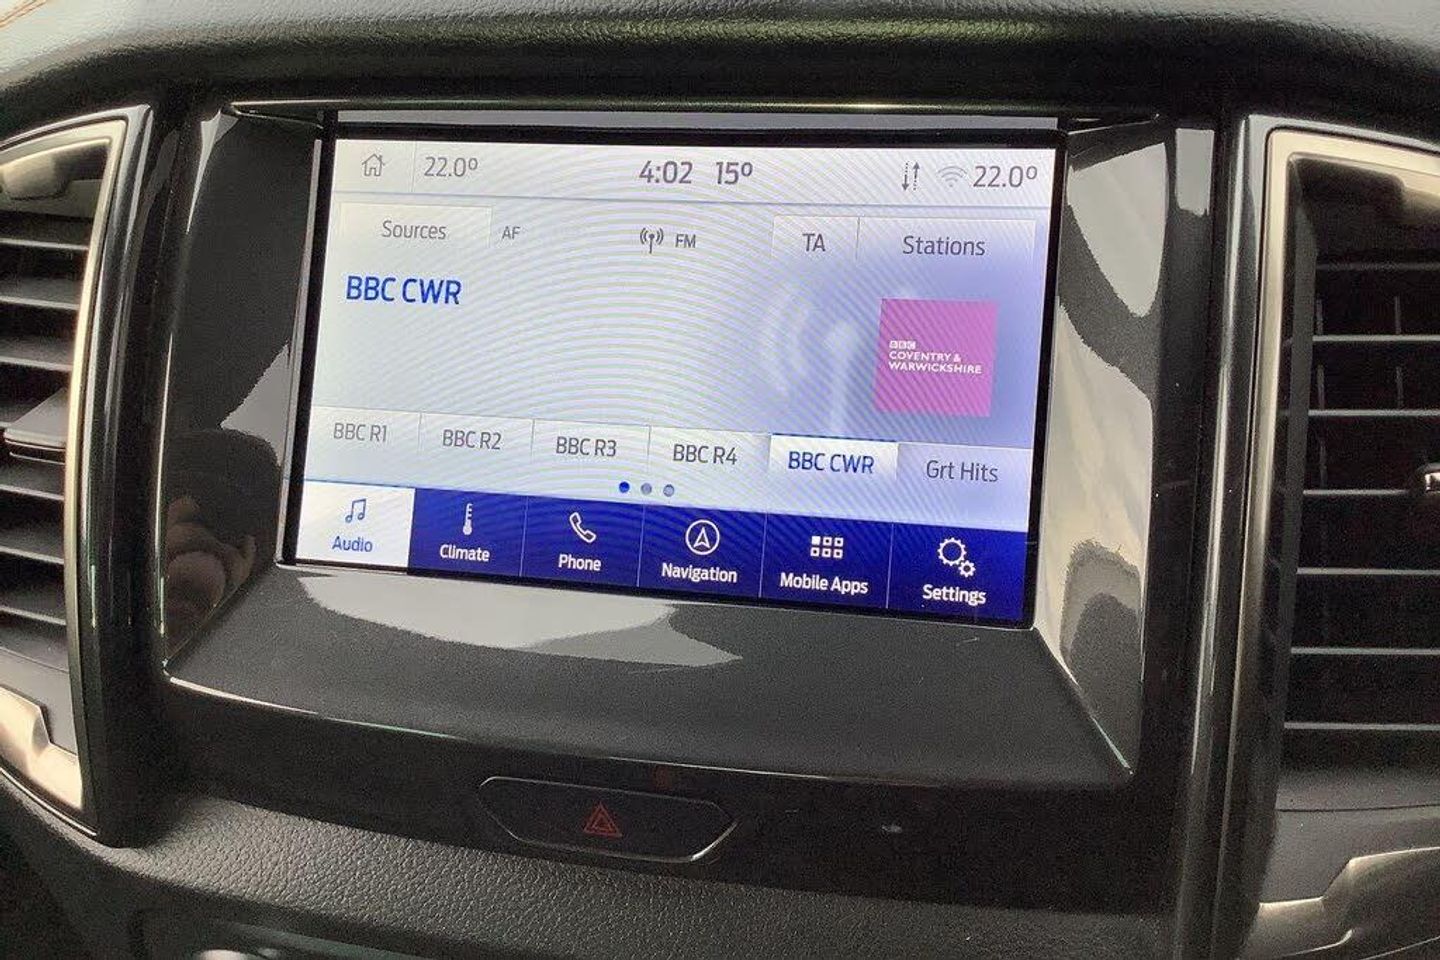 22.0° 4:02 15° 22.0°
Sources AF FM TA Stations
BBC CWR
BBC
COVENTRY &
WARWICKSHIRE
BBC R1 BBC R2 BBC R3 BBC R4 BBC CWR Grt Hits
Audio Climate Phone Navigation Mobile Apps Settings